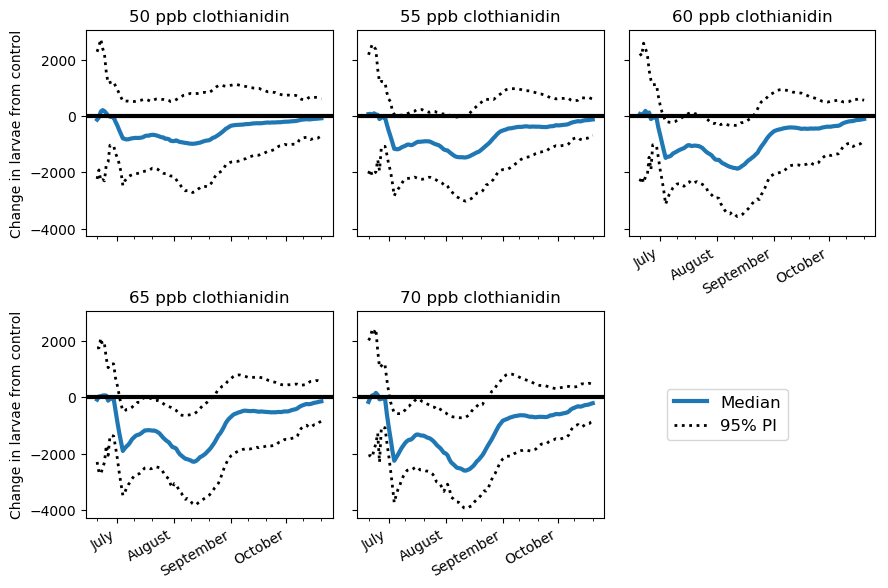 50 ppb clothianidin
55 ppb clothianidin
60 ppb clothianidin
Change in larvae from control
2000
0
−2000
−4000
July
August
September
October
65 ppb clothianidin
70 ppb clothianidin
Change in larvae from control
2000
0
−2000
−4000
Median
95% PI
July
August
September
October
July
August
September
October